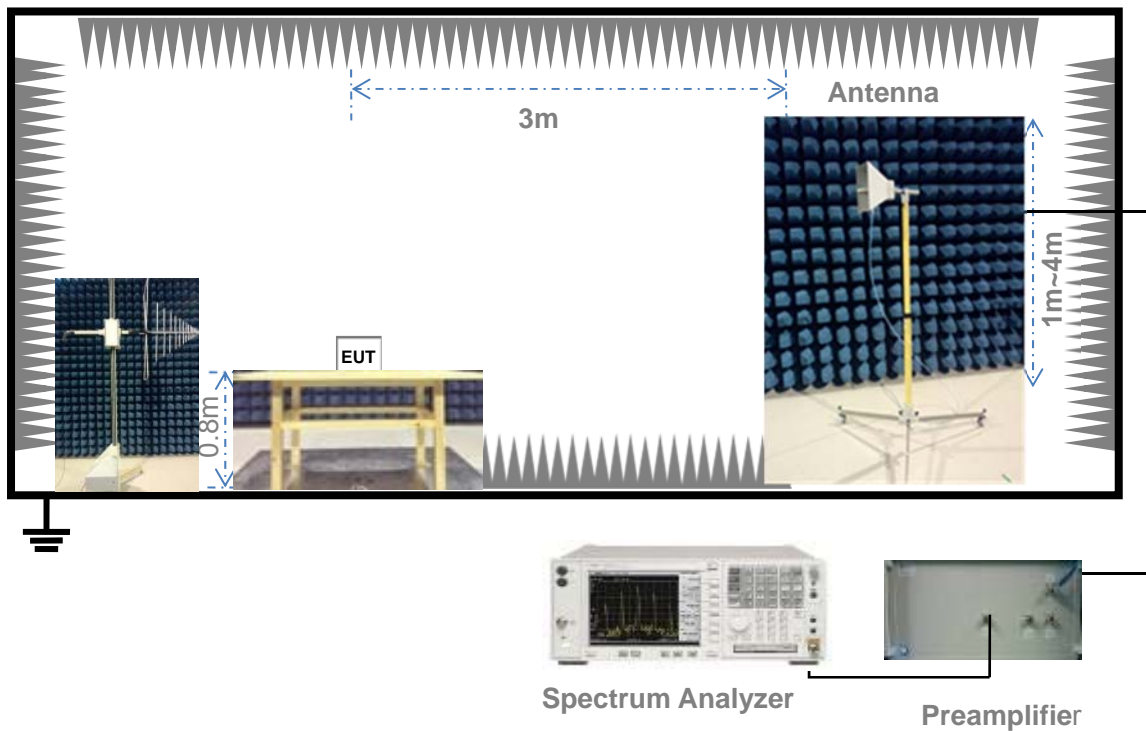 Antenna
3m
1m~4m
EUT
0.8m
Spectrum Analyzer
Preamplifier